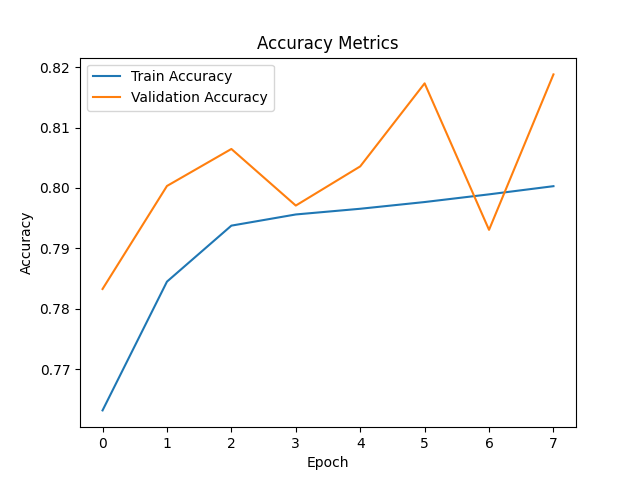 Accuracy Metrics
Train Accuracy
Validation Accuracy
0.82
0.81
0.80
0.79
0.78
0.77
Accuracy
0 1 2 3 4 5 6 7
Epoch